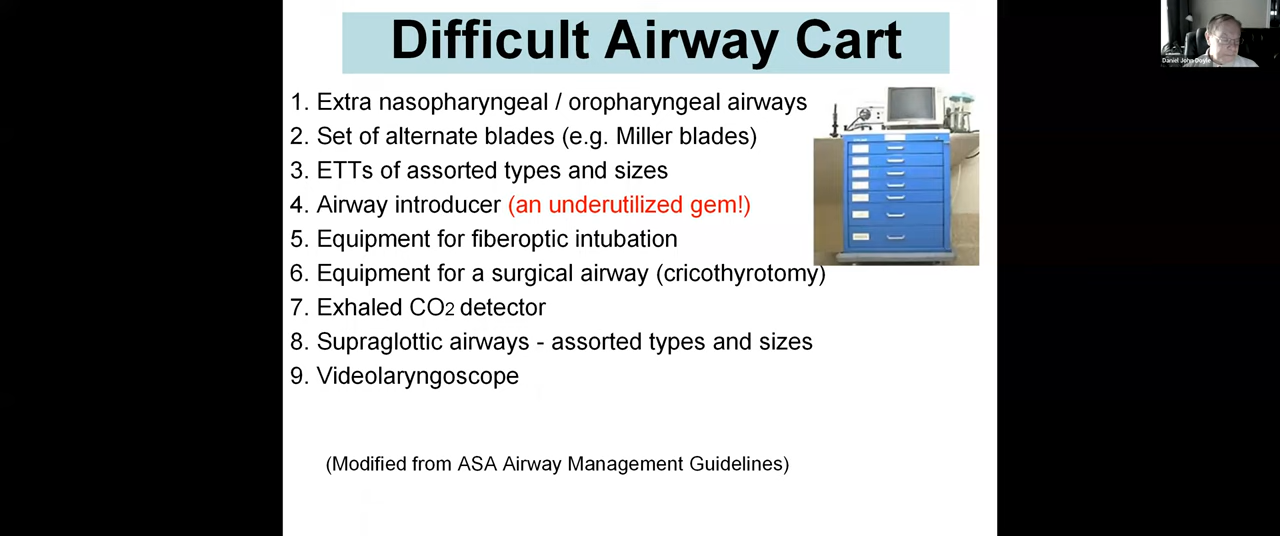 Difficult Airway Cart
1. Extra nasopharyngeal / oropharyngeal airways
2. Set of alternate blades (e.g. Miller blades)
3. ETTs of assorted types and sizes
4. Airway introducer (an underutilized gem!)
5. Equipment for fiberoptic intubation
6. Equipment for a surgical airway (cricothyrotomy)
7. Exhaled CO2 detector
8. Supraglottic airways - assorted types and sizes
9. Videolaryngoscope
(Modified from ASA Airway Management Guidelines)
Daniel John Doyle